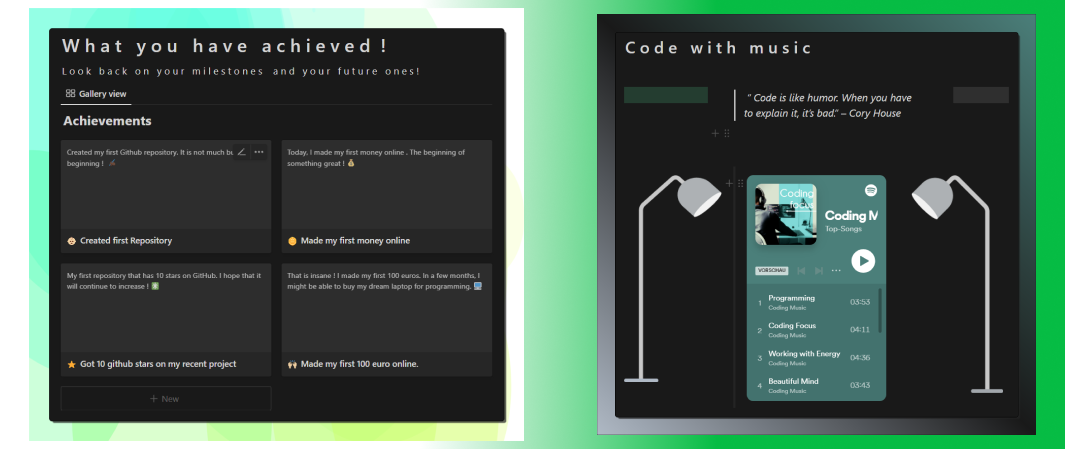 What you have achieved !
Look back on your milestones and your future ones!
Gallery view
Achievements
Created my first Github repository. It is not much
beginning !
Created first Repository
Today, I made my first money online . The beginning of
something great !
Made my first money online
My first repository that has 10 stars on GitHub. I hope that it
will continue to increase !
Got 10 github stars on my recent project
That is insane ! I made my first 100 euros. In a few months, I
might be able to buy my dream laptop for programming.
Made my first 100 euro online.
+ New
Code with music
“ Code is like humor. When you have
to explain it, it’s bad.” – Cory House
Coding
focus
Coding M
Top-Songs
VORSCHAU
1 Programming 03:53
Coding Music
2 Coding Focus 04:11
Coding Music
3 Working with Energy 04:36
Coding Music
4 Beautiful Mind 03:43
Coding Music